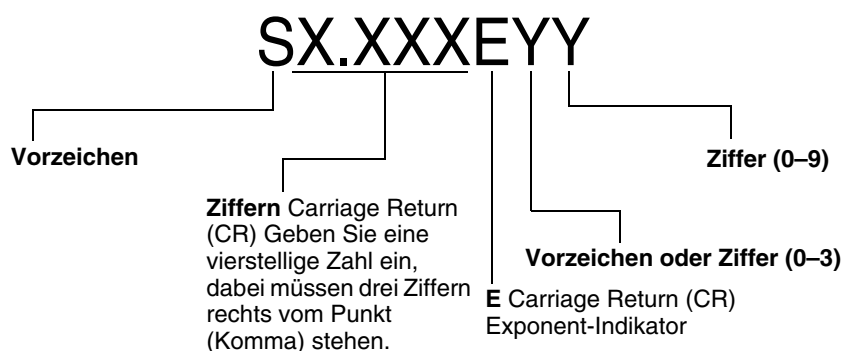 SX.XXXEYY
Vorzeichen
Ziffer (0–9)
Ziffern Carriage Return
(CR) Geben Sie eine
vierstellige Zahl ein,
dabei müssen drei Ziffern
rechts vom Punkt
(Komma) stehen.
Vorzeichen oder Ziffer (0–3)
E Carriage Return (CR)
Exponent-Indikator